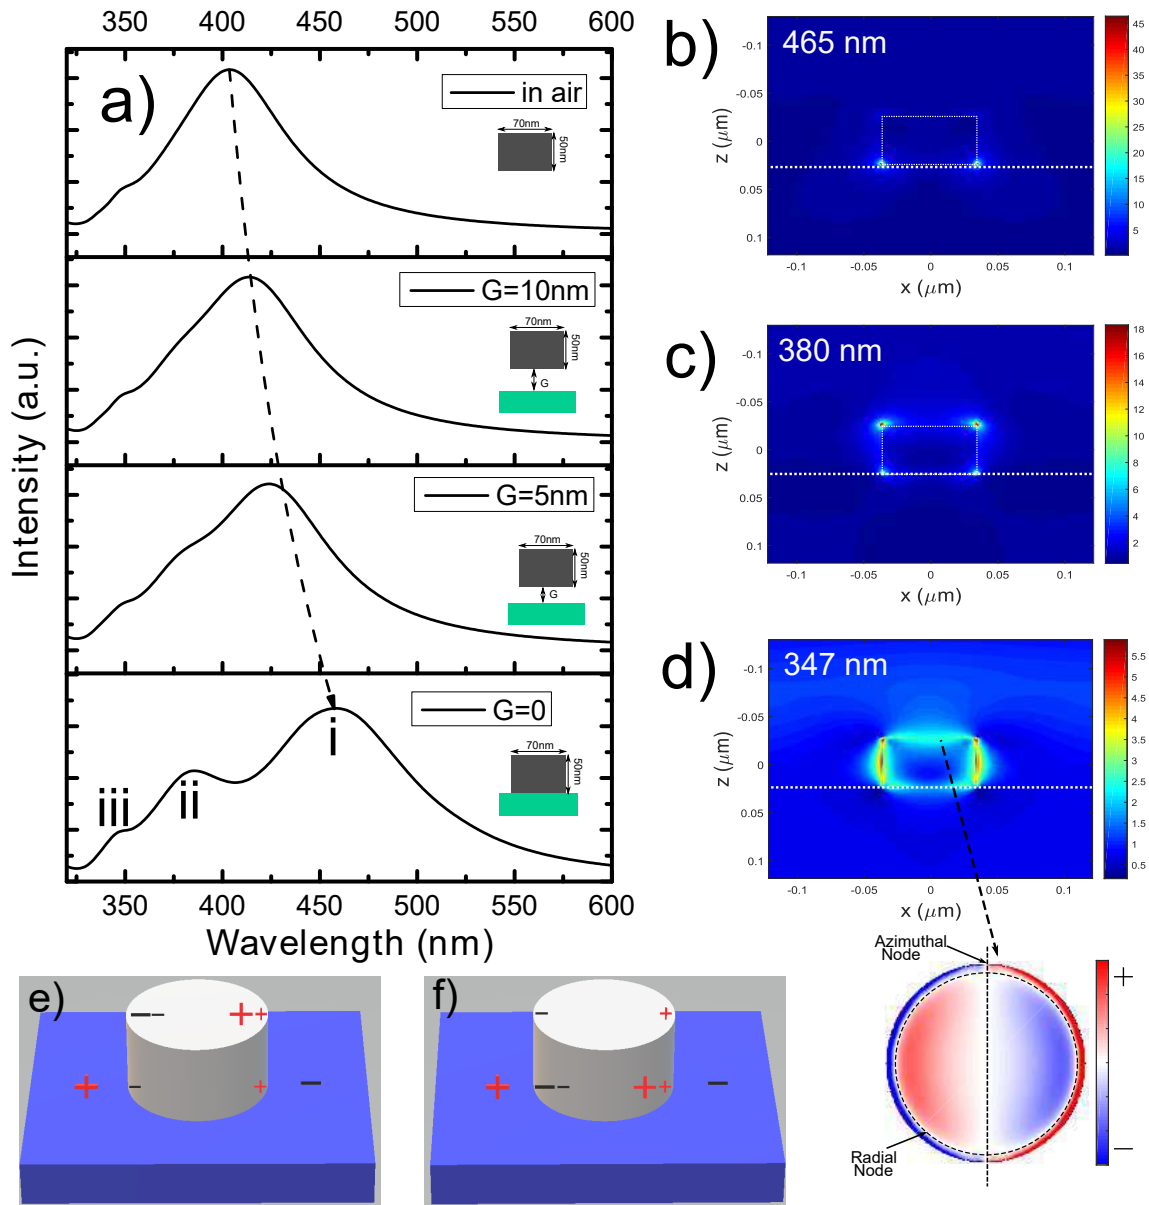 350 400 450 500 550 600
a)
in air
70nm
50nm
G=10nm
70nm
50nm
G
G=5nm
70nm
50nm
G
G=0
70nm
50nm
i
ii
iii
Intensity (a.u.)
350 400 450 500 550 600
Wavelength (nm)
b)
465 nm
-0.1
-0.05
0
0.05
0.1
z (μm)
-0.1 -0.05 0 0.05 0.1
x (μm)
45
40
35
30
25
20
15
10
5
c)
380 nm
-0.1
-0.05
0
0.05
0.1
z (μm)
-0.1 -0.05 0 0.05 0.1
x (μm)
18
16
14
12
10
8
6
4
2
d)
347 nm
-0.1
-0.05
0
0.05
0.1
z (μm)
-0.1 -0.05 0 0.05 0.1
x (μm)
5.5
5
4.5
4
3.5
3
2.5
2
1.5
1
0.5
Azimuthal
Node
Radial
Node
+
−
e)
− − + +
+ − + −
f)
− +
+ − − + + −